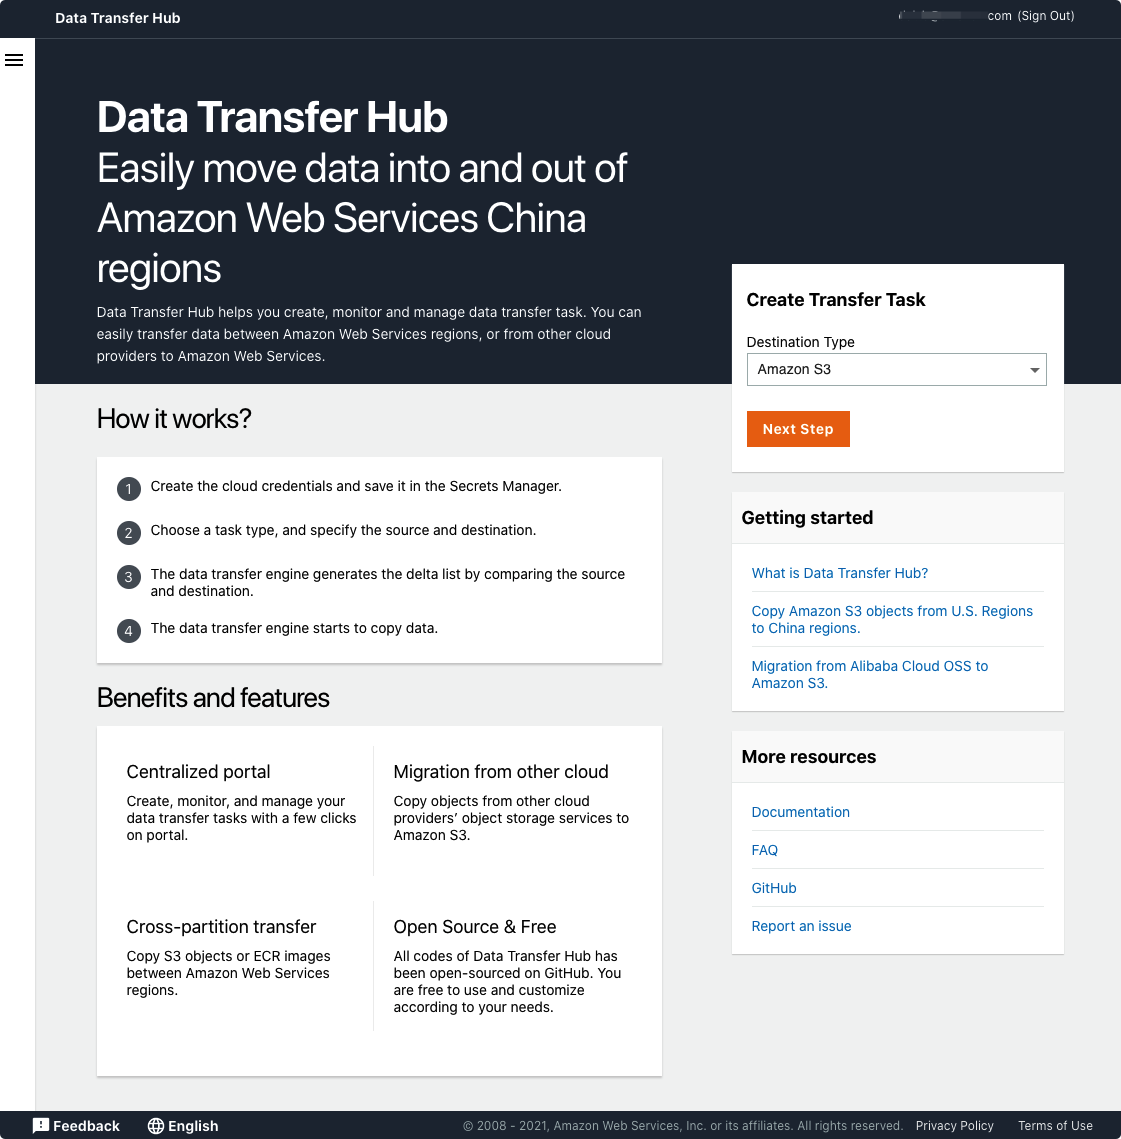 Data Transfer Hub
com (Sign Out)
Data Transfer Hub
Easily move data into and out of
Amazon Web Services China
regions
Data Transfer Hub helps you create, monitor and manage data transfer task. You can
easily transfer data between Amazon Web Services regions, or from other cloud
providers to Amazon Web Services.
Create Transfer Task
Destination Type
Amazon S3
Next Step
How it works?
1 Create the cloud credentials and save it in the Secrets Manager.
2 Choose a task type, and specify the source and destination.
3 The data transfer engine generates the delta list by comparing the source
and destination.
4 The data transfer engine starts to copy data.
Getting started
What is Data Transfer Hub?
Copy Amazon S3 objects from U.S. Regions
to China regions.
Migration from Alibaba Cloud OSS to
Amazon S3.
Benefits and features
Centralized portal
Create, monitor, and manage your
data transfer tasks with a few clicks
on portal.
Migration from other cloud
Copy objects from other cloud
providers’ object storage services to
Amazon S3.
Cross-partition transfer
Copy S3 objects or ECR images
between Amazon Web Services
regions.
Open Source & Free
All codes of Data Transfer Hub has
been open-sourced on GitHub. You
are free to use and customize
according to your needs.
More resources
Documentation
FAQ
GitHub
Report an issue
Feedback
English
© 2008 - 2021, Amazon Web Services, Inc. or its affiliates. All rights reserved.
Privacy Policy
Terms of Use